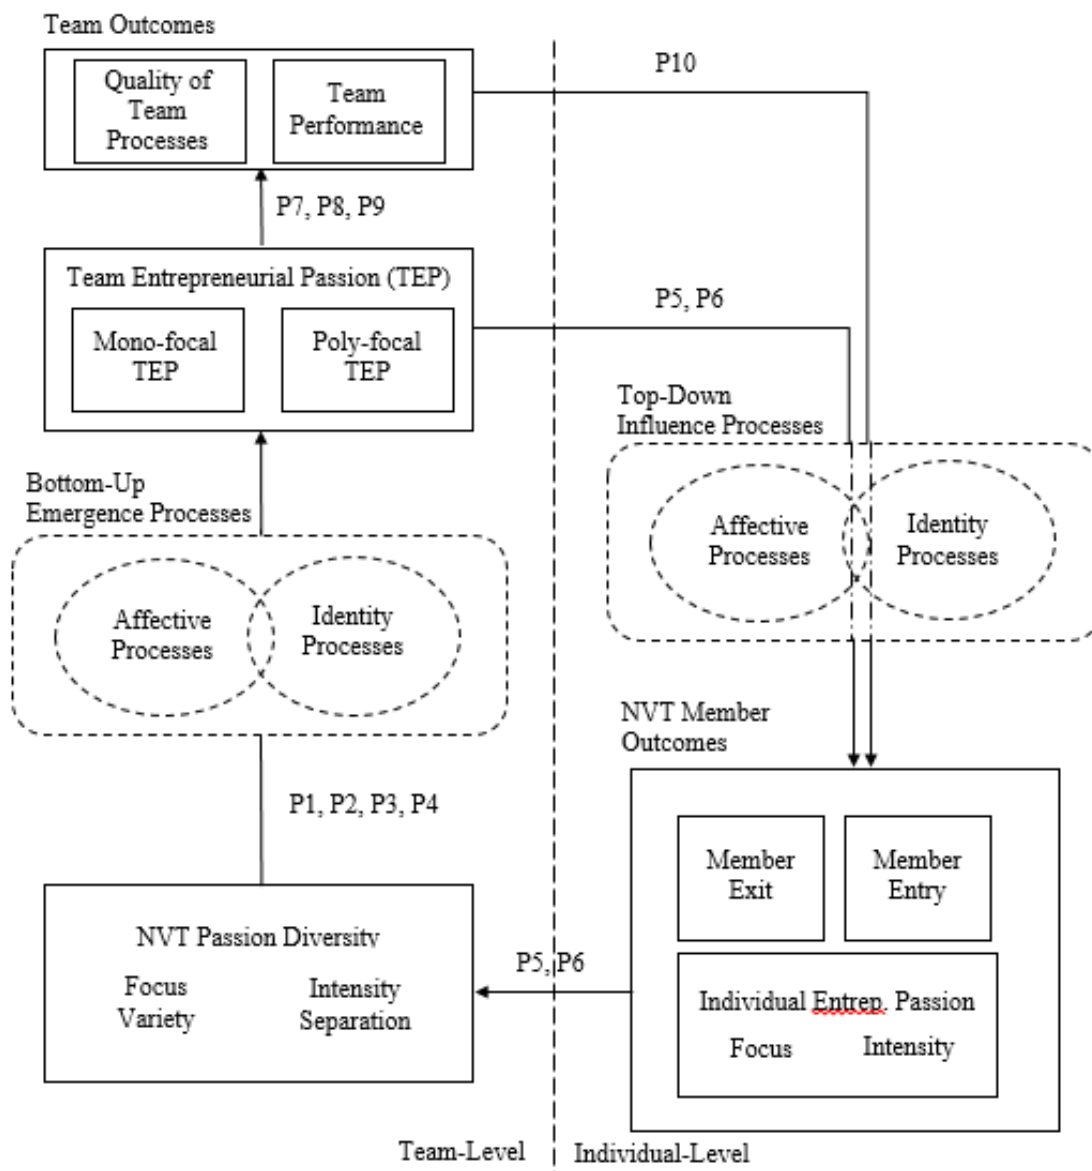 Team Outcomes
Quality of
Team
Processes
Team
Performance
P10
P7, P8, P9
Team Entrepreneurial Passion (TEP)
Mono-focal
TEP
Poly-focal
TEP
P5, P6
Top-Down
Influence Processes
Affective
Processes
Identity
Processes
Bottom-Up
Emergence Processes
Affective
Processes
Identity
Processes
NVT Member
Outcomes
P1, P2, P3, P4
Member
Exit
Member
Entry
NVT Passion Diversity
Focus
Variety
Intensity
Separation
P5, P6
Individual Entrep. Passion
Focus
Intensity
Team-Level
Individual-Level